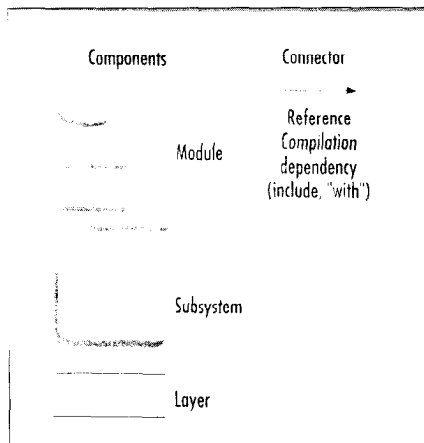 Components
Connector
Reference
Compilation
dependency
(include, "with")
Module
Subsystem
Layer